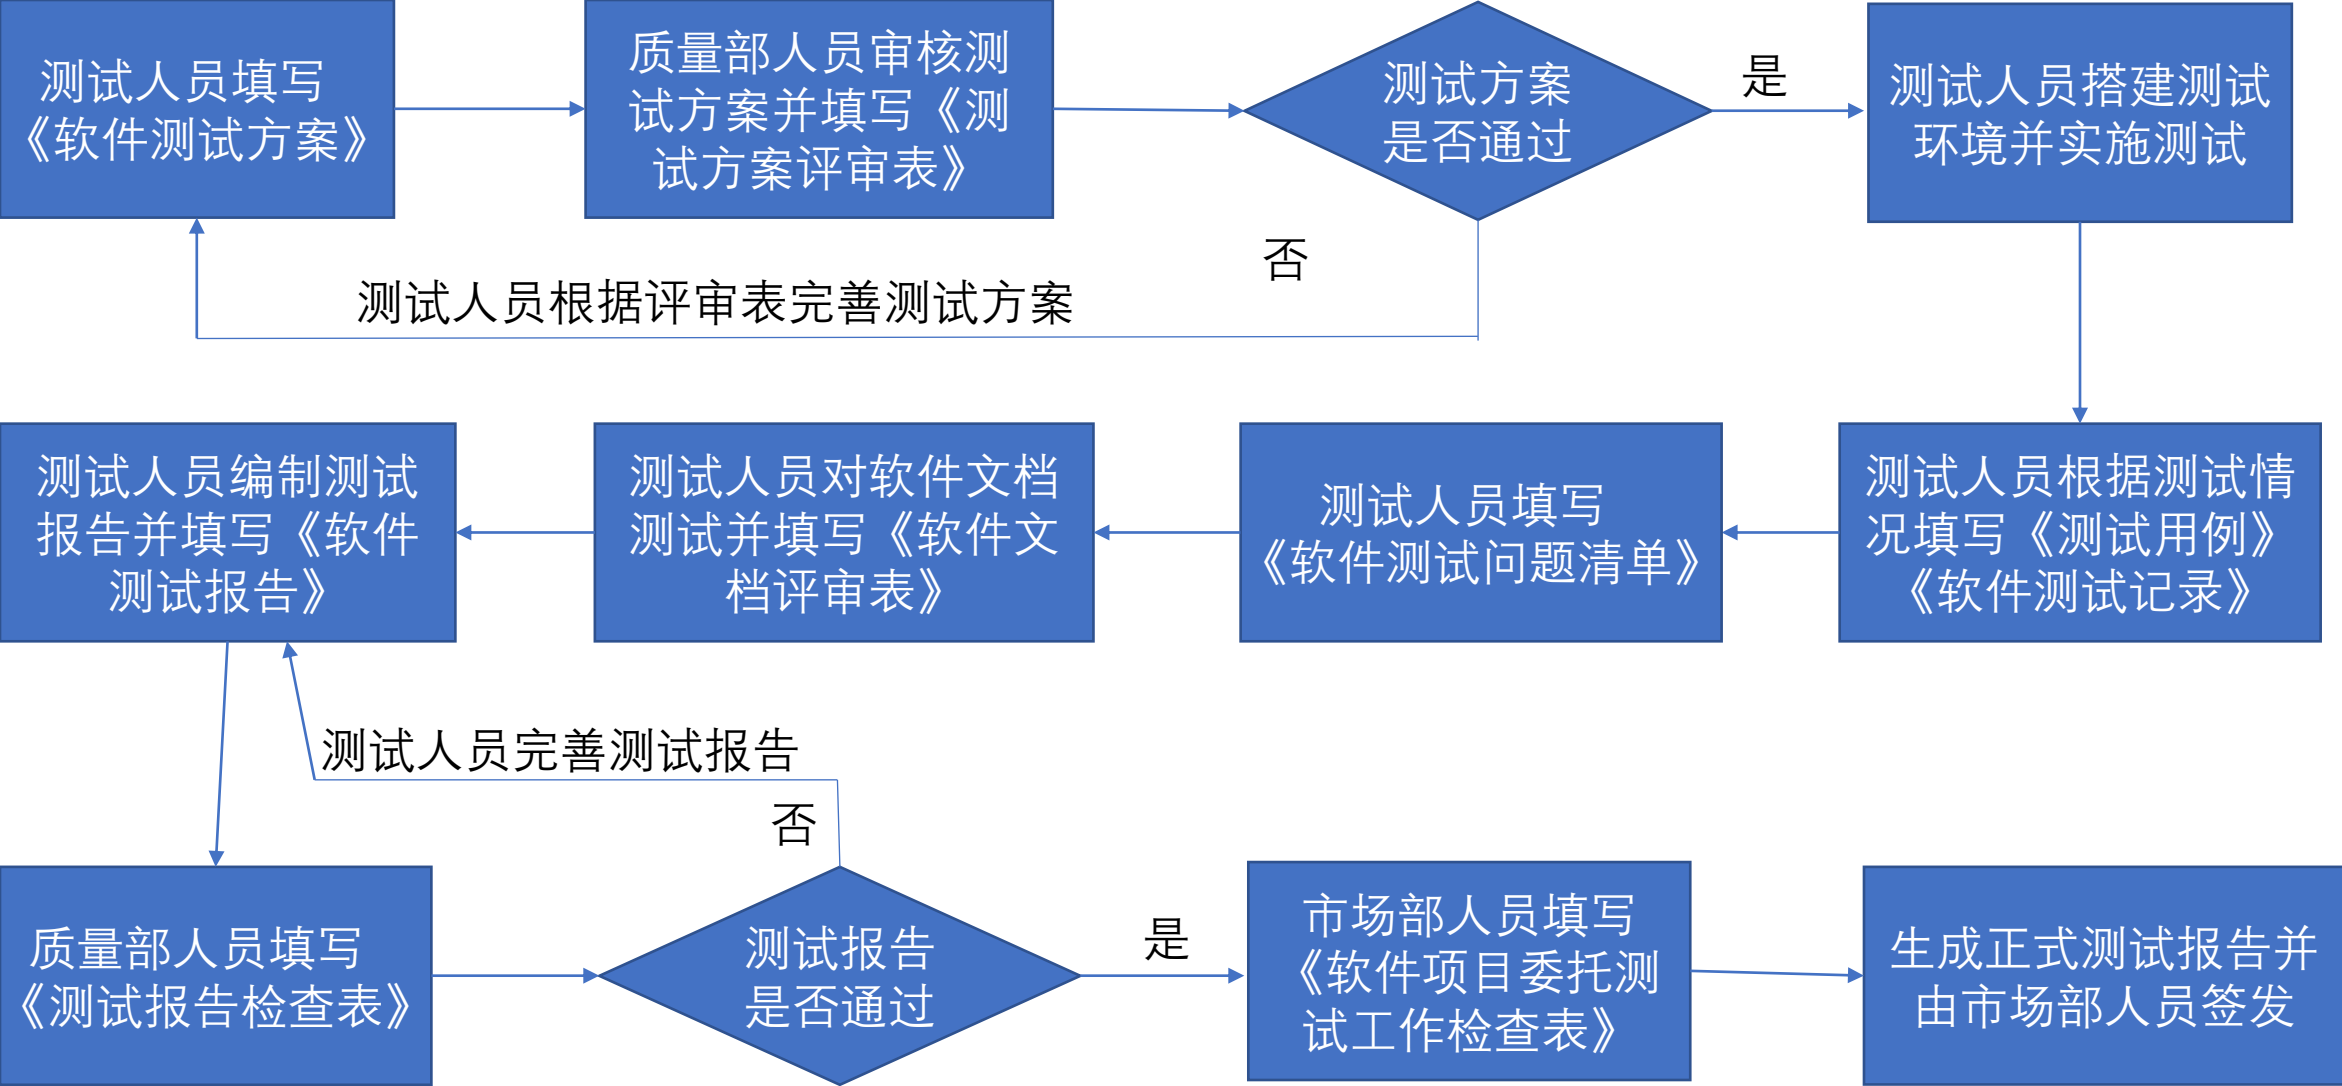 测试人员填写
《软件测试方案》
质量部人员审核测
试方案并填写《测
试方案评审表》
测试方案
是否通过
是
测试人员搭建测试
环境并实施测试
否
测试人员根据评审表完善测试方案
测试人员根据测试情
况填写《测试用例》
《软件测试记录》
测试人员填写
《软件测试问题清单》
测试人员对软件文档
测试并填写《软件文
档评审表》
测试人员编制测试
报告并填写《软件
测试报告》
测试人员完善测试报告
否
质量部人员填写
《测试报告检查表》
测试报告
是否通过
是
市场部人员填写
《软件项目委托测
试工作检查表》
生成正式测试报告并
由市场部人员签发